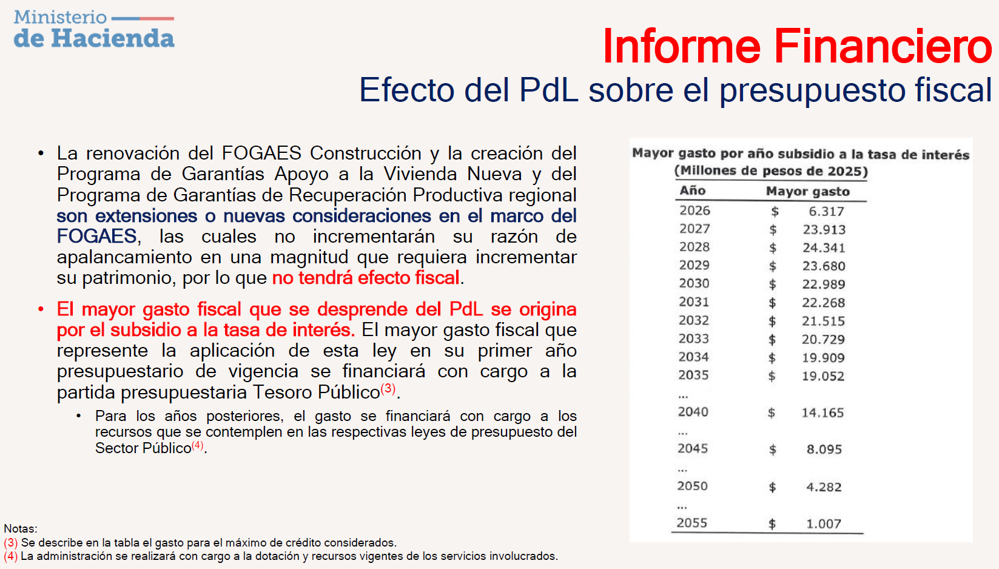 Ministerio
de Hacienda
Informe Financiero
Efecto del PdL sobre el presupuesto fiscal
• La renovación del FOGAES Construcción y la creación del
Programa de Garantías Apoyo a la Vivienda Nueva y del
Programa de Garantías de Recuperación Productiva regional
son extensiones o nuevas consideraciones en el marco del
FOGAES, las cuales no incrementarán su razón de
apalancamiento en una magnitud que requiera incrementar
su patrimonio, por lo que no tendrá efecto fiscal.
• El mayor gasto fiscal que se desprende del PdL se origina
por el subsidio a la tasa de interés. El mayor gasto fiscal que
represente la aplicación de esta ley en su primer año
presupuestario de vigencia se financiará con cargo a la
partida presupuestaria Tesoro Público(3).
• Para los años posteriores, el gasto se financiará con cargo a los
recursos que se contemplen en las respectivas leyes de presupuesto del
Sector Público(4).
Mayor gasto por año subsidio a la tasa de interés
(Millones de pesos de 2025)
Año Mayor gasto
2026 $ 6.317
2027 $ 23.913
2028 $ 24.341
2029 $ 23.680
2030 $ 22.989
2031 $ 22.268
2032 $ 21.515
2033 $ 20.729
2034 $ 19.909
2035 $ 19.052
...
2040 $ 14.165
...
2045 $ 8.095
...
2050 $ 4.282
...
2055 $ 1.007
Notas:
(3) Se describe en la tabla el gasto para el máximo de crédito considerados.
(4) La administración se realizará con cargo a la dotación y recursos vigentes de los servicios involucrados.